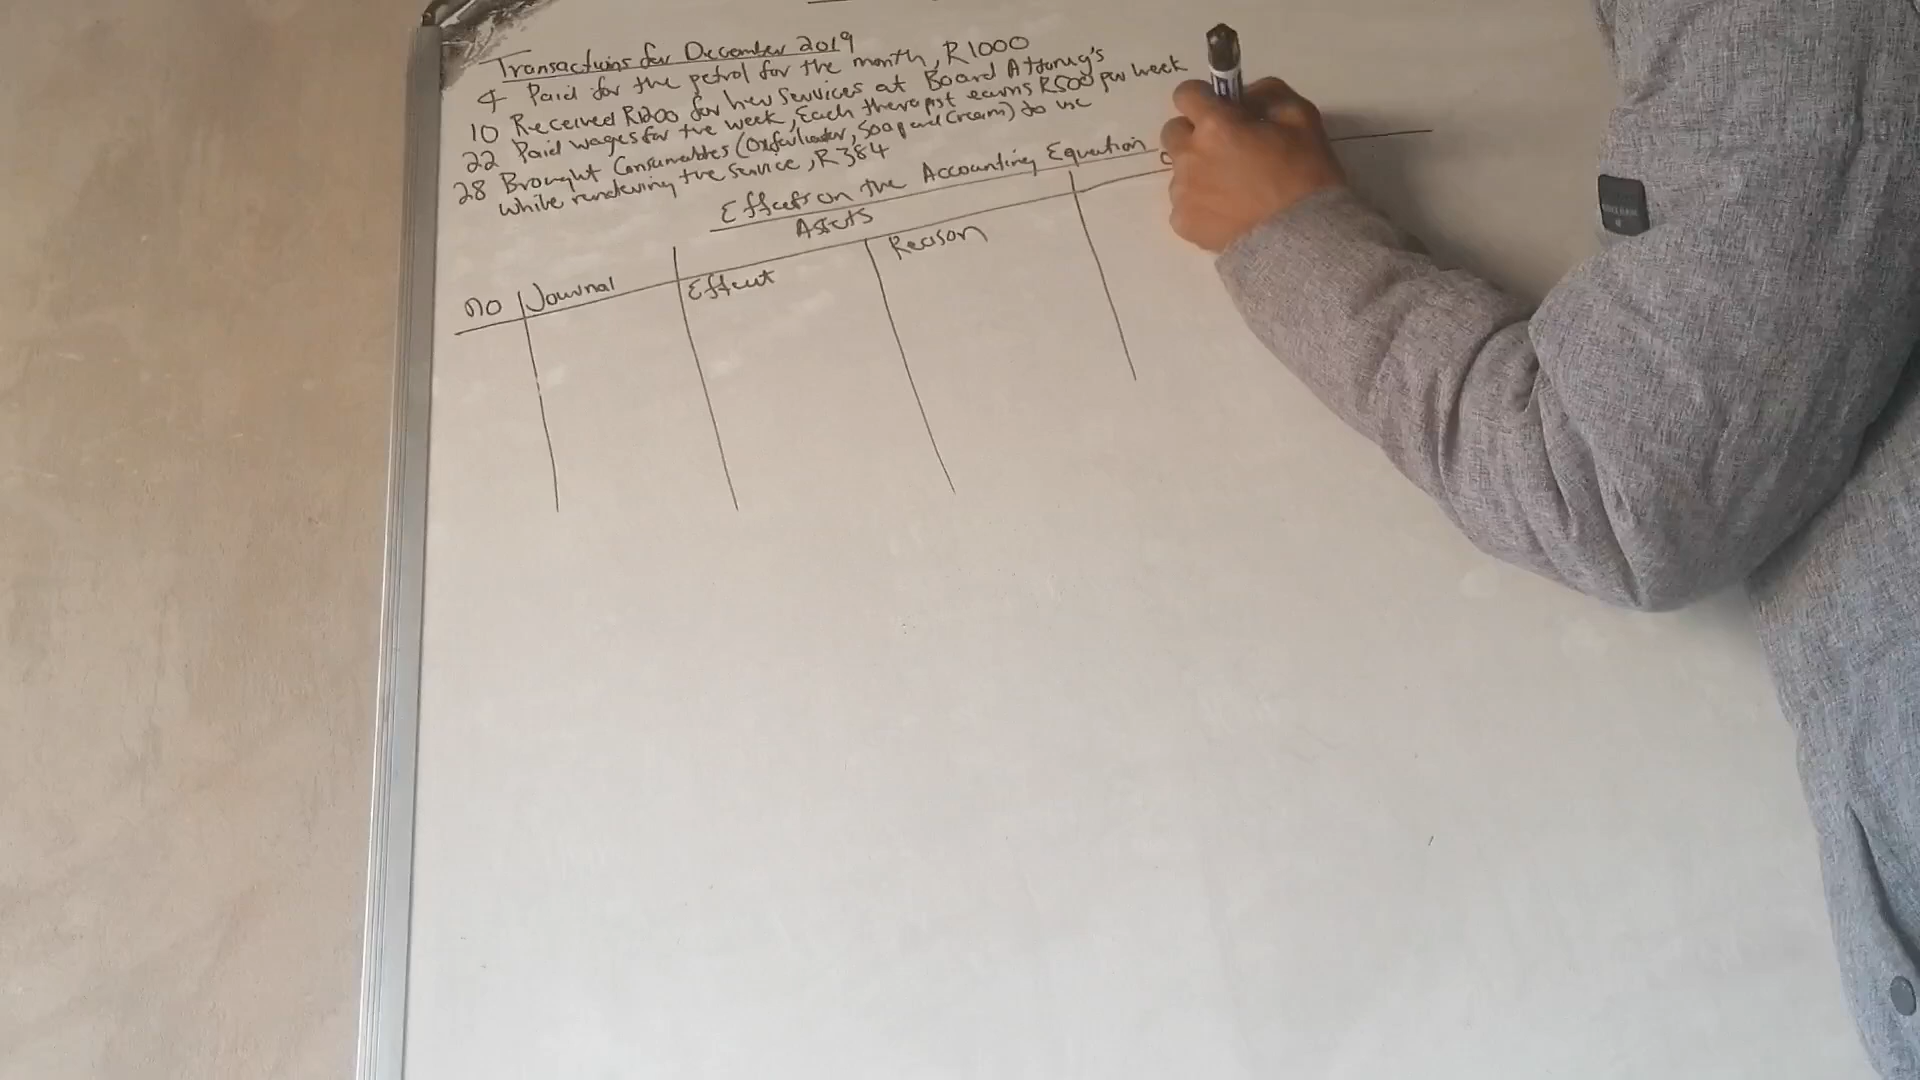 Transactions for December 2019
4 Paid for the petrol for the month, R1000
10 Received R1200 for her services at Board Attorney's
22 Paid wages for the week, Each therapist earns R500 per week
28 Brought Consumables ( , Soap and Cream) to use
while rendering the service, R384
Effects on the Accounting Equation
Assets
no Journal Effect Reason